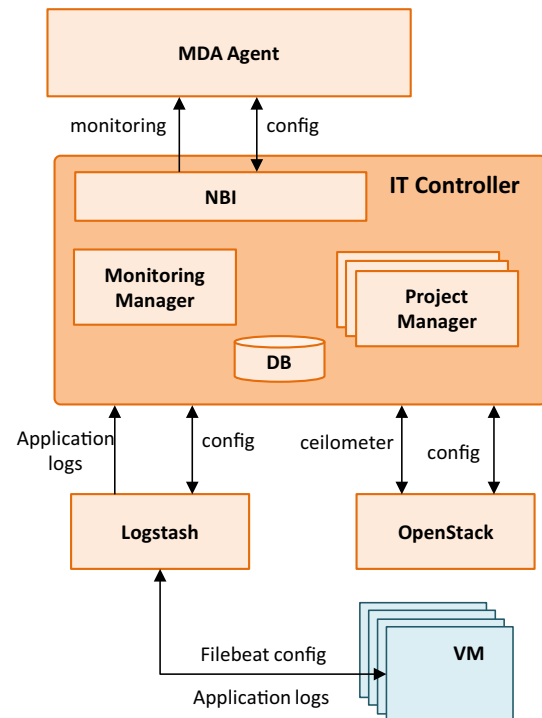 MDA Agent
monitoring
config
IT Controller
NBI
Monitoring
Manager
Project
Manager
DB
Application
logs
config
ceilometer
config
Logstash
OpenStack
Filebeat config
VM
Application logs